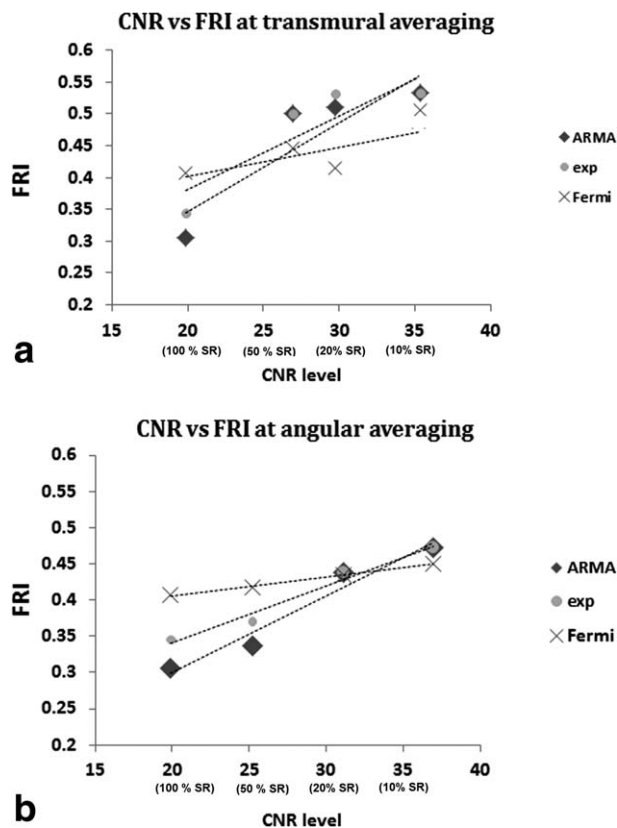 CNR vs FRI at transmural averaging
0.6
0.55
0.5
0.45
0.4
0.35
0.3
0.25
0.2
FRI
15 20 25 30 35 40
(100 % SR) (50 % SR) (20% SR) (10% SR)
CNR level
ARMA
exp
Fermi
a
CNR vs FRI at angular averaging
0.6
0.55
0.5
0.45
0.4
0.35
0.3
0.25
0.2
FRI
15 20 25 30 35 40
(100 % SR) (50 % SR) (20% SR) (10% SR)
CNR level
ARMA
exp
Fermi
b